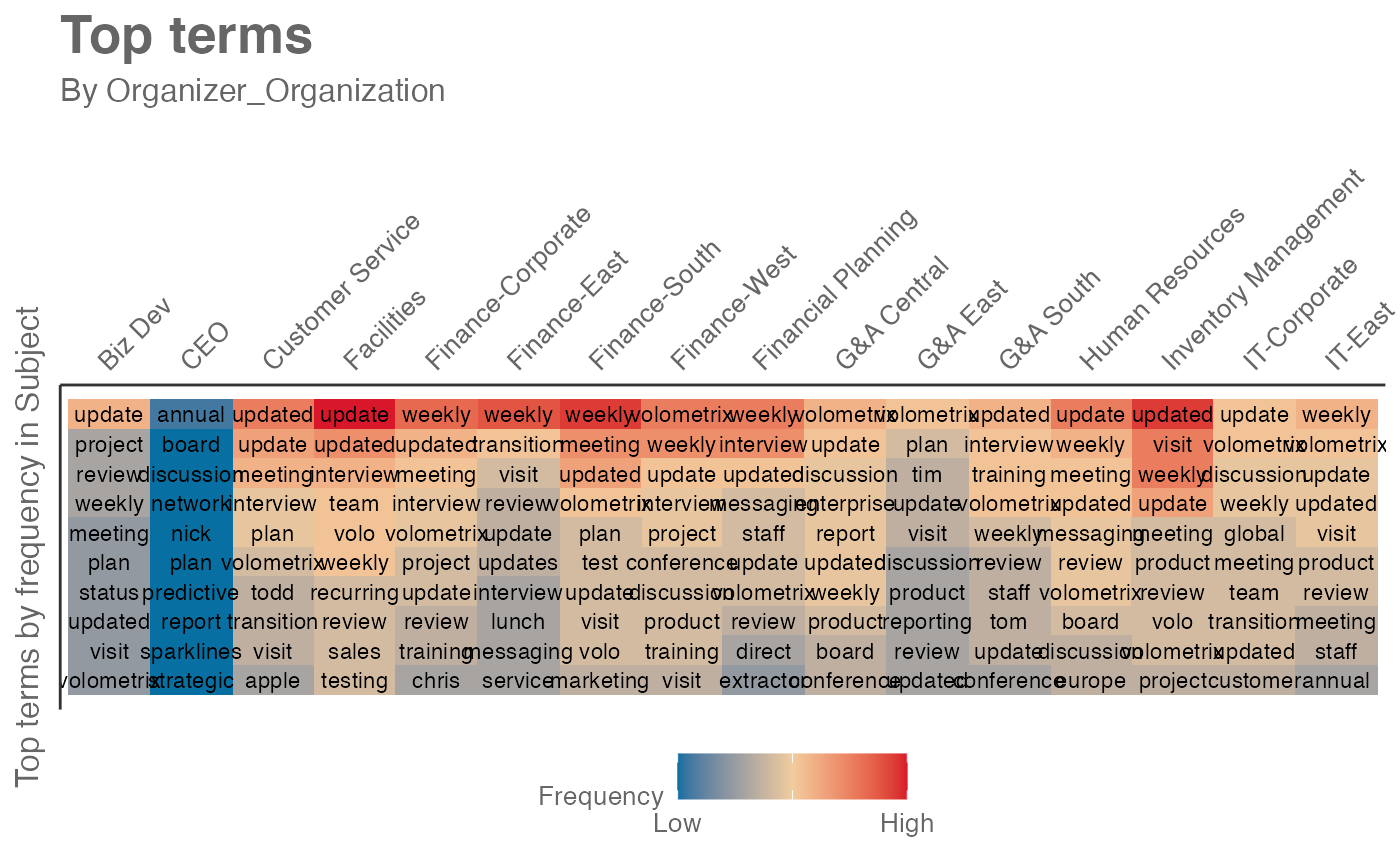 Top terms
By Organizer_Organization
Biz Dev CEO Customer Service Facilities Finance-Corporate Finance-East Finance-South Finance-West Financial Planning G&A Central G&A East G&A South Human Resources Inventory Management IT-Corporate IT-East
Top terms by frequency in Subject
update annual updated update weekly weekly weekly volometrix weekly volometrix volometrix updated update updated update weekly
project board update updated updated transition meeting weekly interview update plan interview weekly visit volometrix volometrix
review discussion meeting interview meeting visit updated update updated discussion tim training meeting weekly discussion update
weekly network interview team interview review volometrix interview messaging enterprise update volometrix updated update weekly updated
meeting nick plan volo volometrix update plan project staff report visit weekly messaging meeting global visit
plan plan volometrix weekly project updates test conference update updated discussion review review product meeting product
status predictive todd recurring update interview update discussion volometrix weekly product staff volometrix review team review
updated report transition review review lunch visit product review product reporting tom board volo transition meeting
visit sparklines visit sales training messaging volo training direct board review update discussion volometrix updated staff
volometrix strategic apple testing chris service marketing visit extractor conference updated conference europe project customer annual
Frequency
Low High